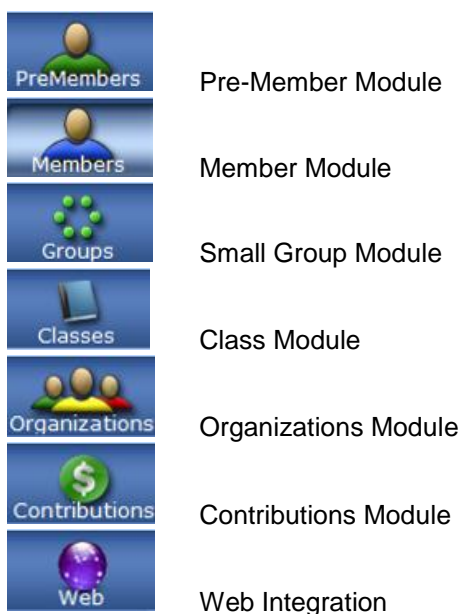 PreMembers Pre-Member Module
Members Member Module
Groups Small Group Module
Classes Class Module
Organizations Organizations Module
$
Contributions Contributions Module
Web Web Integration